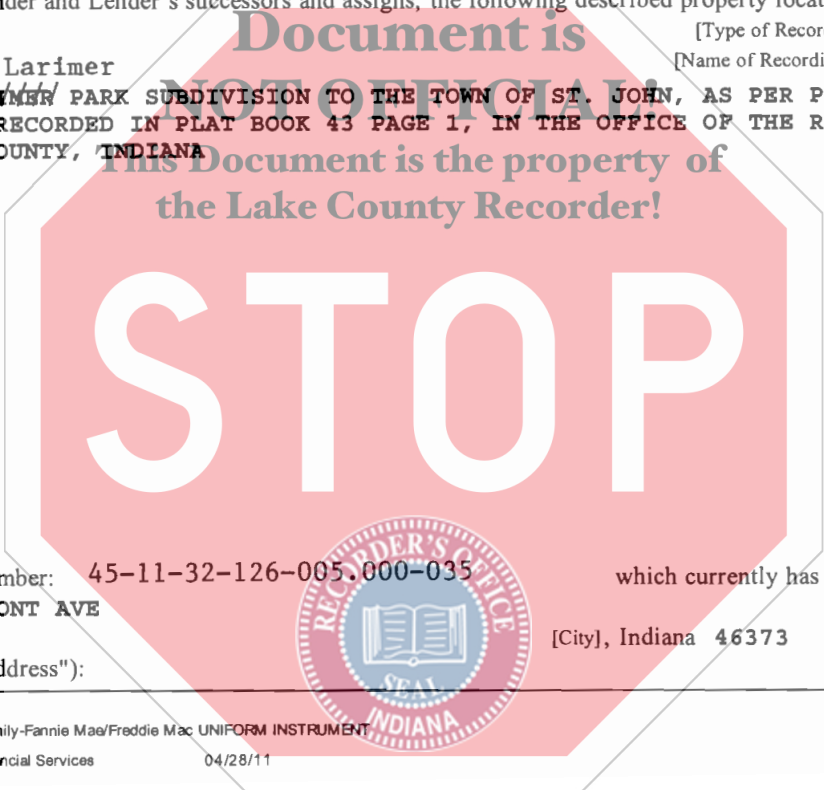 der and Lender's successors and assigns, the following described property locat
Document is
[Type of Recor
Larimer
[Name of Recordi
NOT OFFICIAL!
PARK SUBDIVISION TO THE TOWN OF ST. JOHN, AS PER P
RECORDED IN PLAT BOOK 43 PAGE 1, IN THE OFFICE OF THE R
OUNTY, INDIANA
This Document is the property of
the Lake County Recorder!
STOP
mber: 45-11-32-126-005.000-035 which currently has
ONT AVE
[City], Indiana 46373
ddress"):
RECORDER'S OFFICE
SEAL
INDIANA
ily-Fannie Mae/Freddie Mac UNIFORM INSTRUMENT
ncial Services 04/28/11